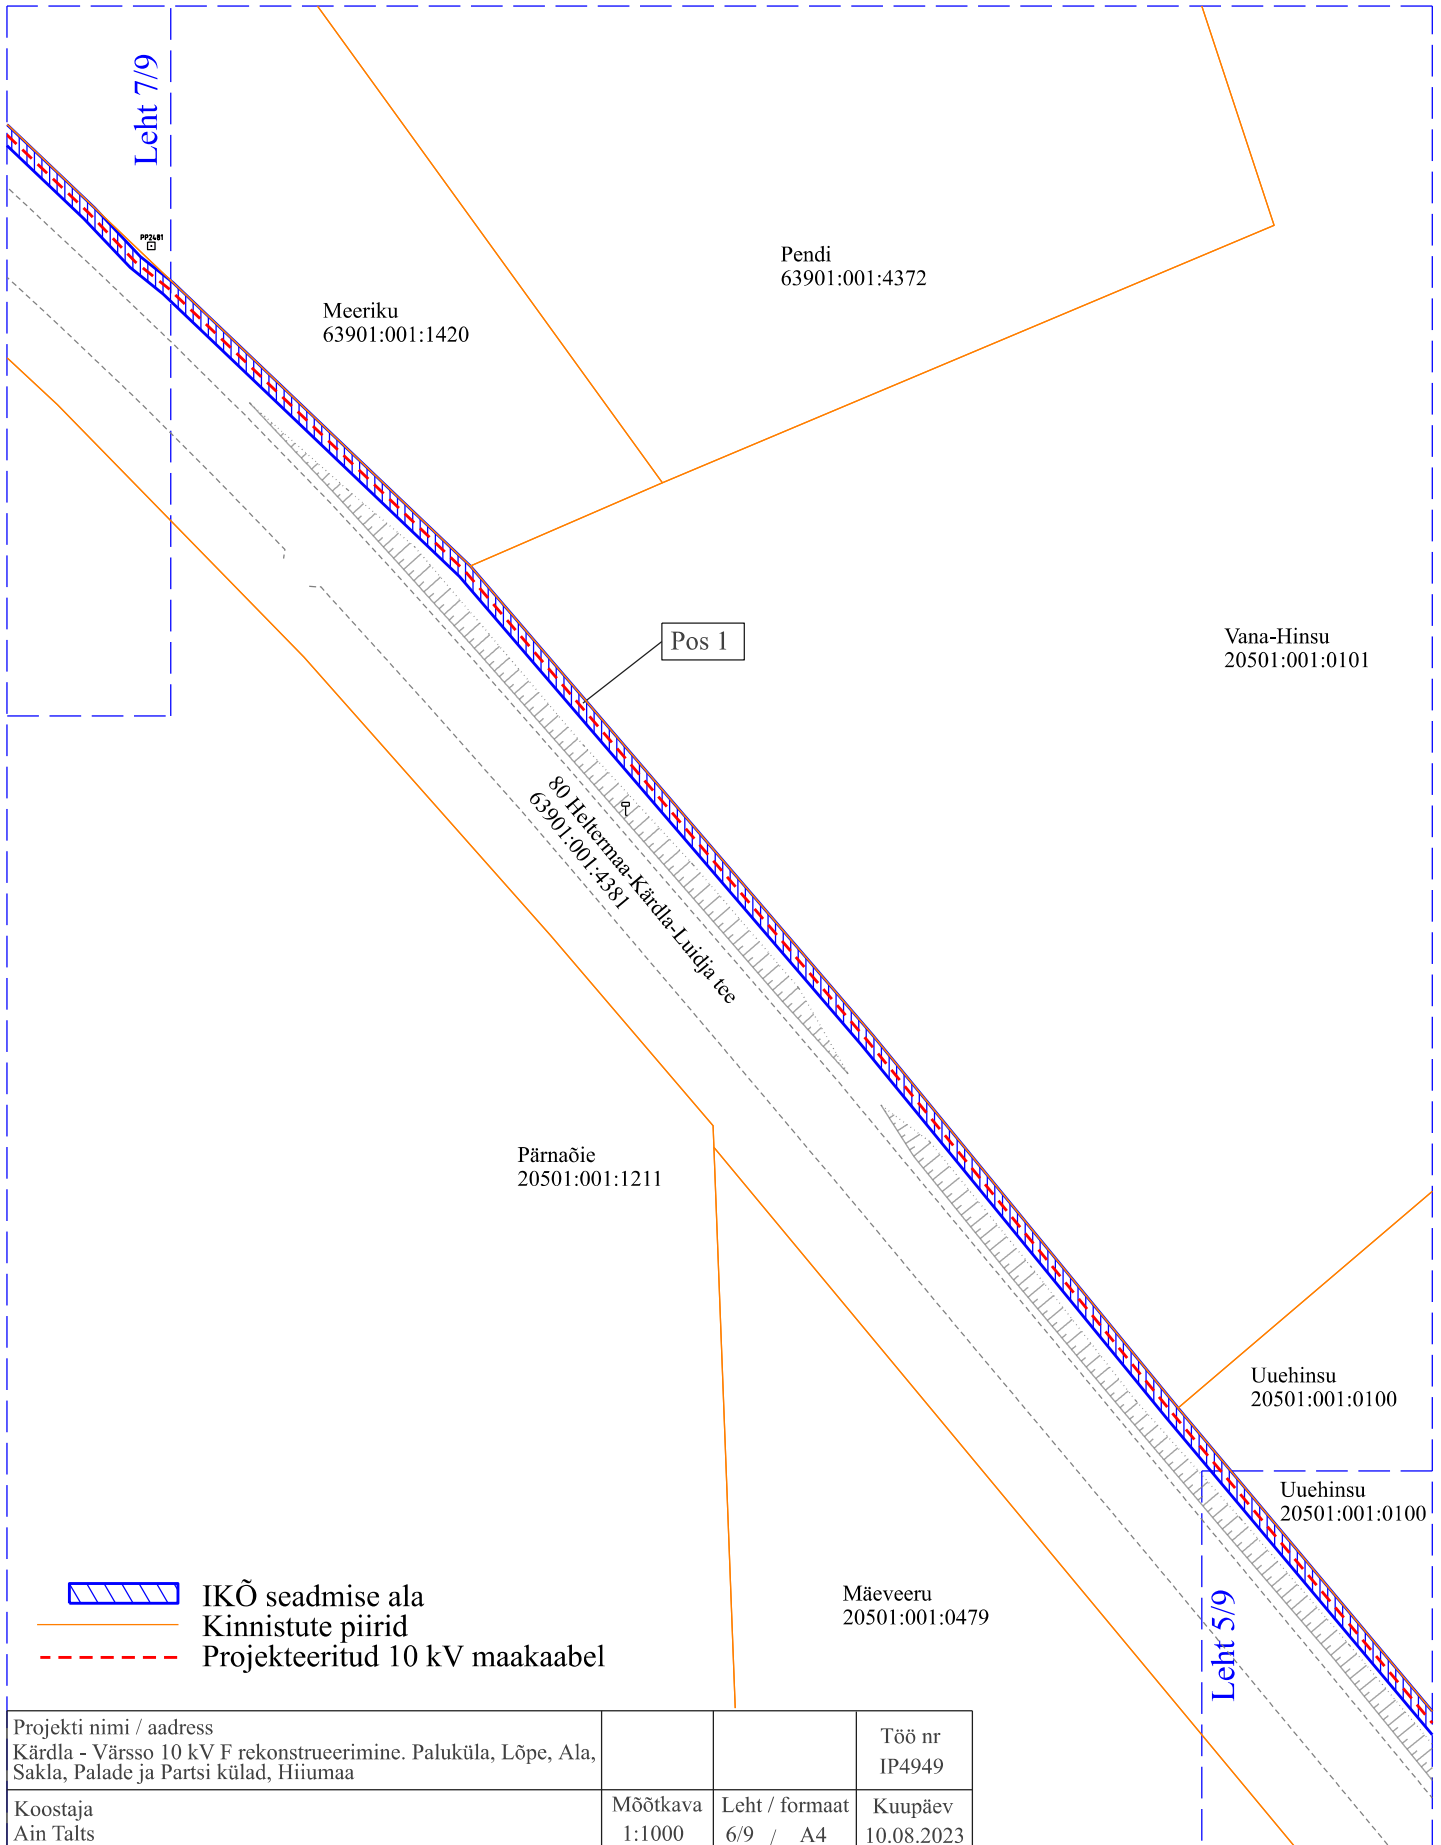 Leht 7/9
PP2481
Pendi
63901:001:4372
Meeriku
63901:001:1420
Pos 1
Vana-Hinsu
20501:001:0101
80 Heltermaa-Kärdla-Luidja tee
63901:001:4381
Pärnaõie
20501:001:1211
Uuehinsu
20501:001:0100
Uuehinsu
20501:001:0100
Mäeveeru
20501:001:0479
Leht 5/9
IKÕ seadmise ala
Kinnistute piirid
Projekteeritud 10 kV maakaabel
Projekti nimi / aadress
Kärdla - Värsso 10 kV F rekonstrueerimine. Paluküla, Lõpe, Ala,
Sakla, Palade ja Partsi külad, Hiiumaa
Töö nr
IP4949
Koostaja
Ain Talts
Mõõtkava
1:1000
Leht / formaat
6/9 / A4
Kuupäev
10.08.2023